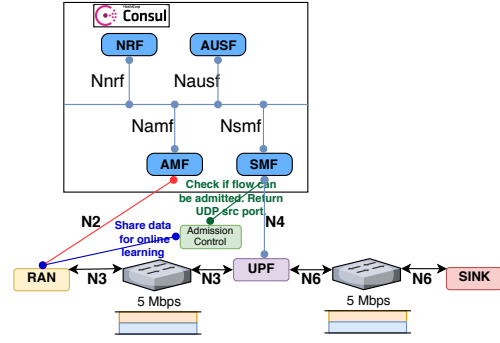 HashiCorp
Consul
NRF
AUSF
Nnrf
Nausf
Namf
Nsmf
AMF
SMF
Check if flow can
be admitted. Return
UDP src port.
N2
N4
Share data
for online
learning
Admission
Control
RAN
N3
N3
UPF
N6
N6
SINK
5 Mbps
5 Mbps